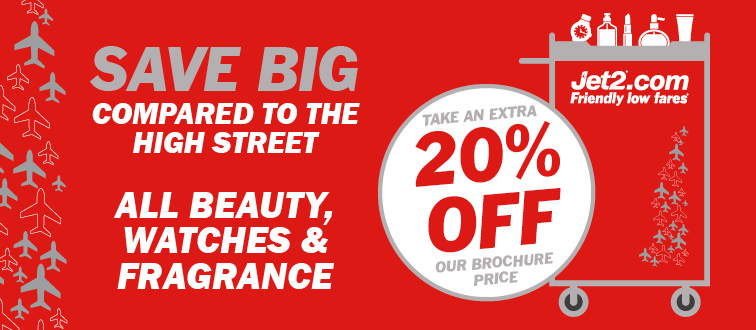 SAVE BIG
COMPARED TO THE
HIGH STREET
ALL BEAUTY,
WATCHES &
FRAGRANCE
TAKE AN EXTRA
20%
OFF
OUR BROCHURE
PRICE
Jet2.com
Friendly low fares